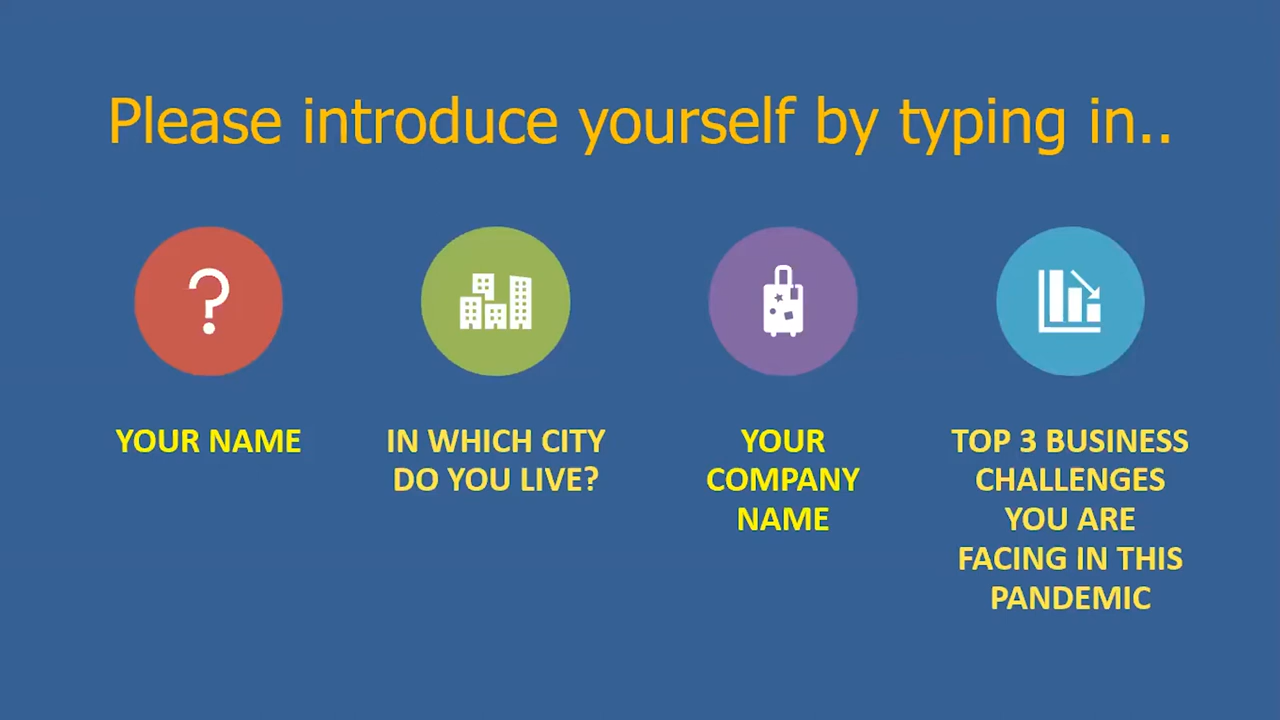 Please introduce yourself by typing in..
YOUR NAME
IN WHICH CITY
DO YOU LIVE?
YOUR
COMPANY
NAME
TOP 3 BUSINESS
CHALLENGES
YOU ARE
FACING IN THIS
PANDEMIC